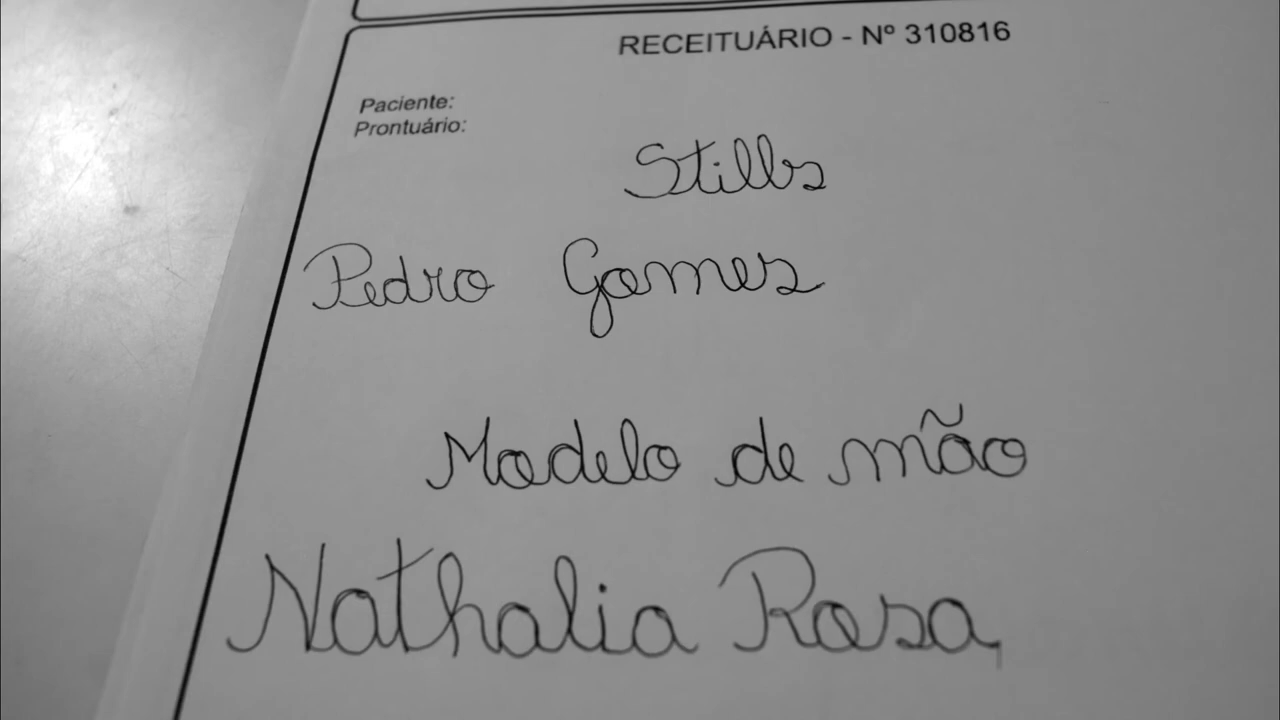 RECEITUÁRIO - Nº 310816
Paciente:
Prontuário:
Stills
Pedro Gomes
Modelo de mão
Nathalia Rosa